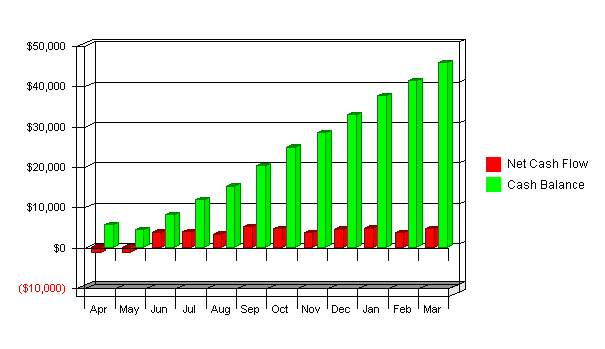 $50,000
$40,000
$30,000
$20,000
$10,000
$0
($10,000)
Apr May Jun Jul Aug Sep Oct Nov Dec Jan Feb Mar
Net Cash Flow
Cash Balance